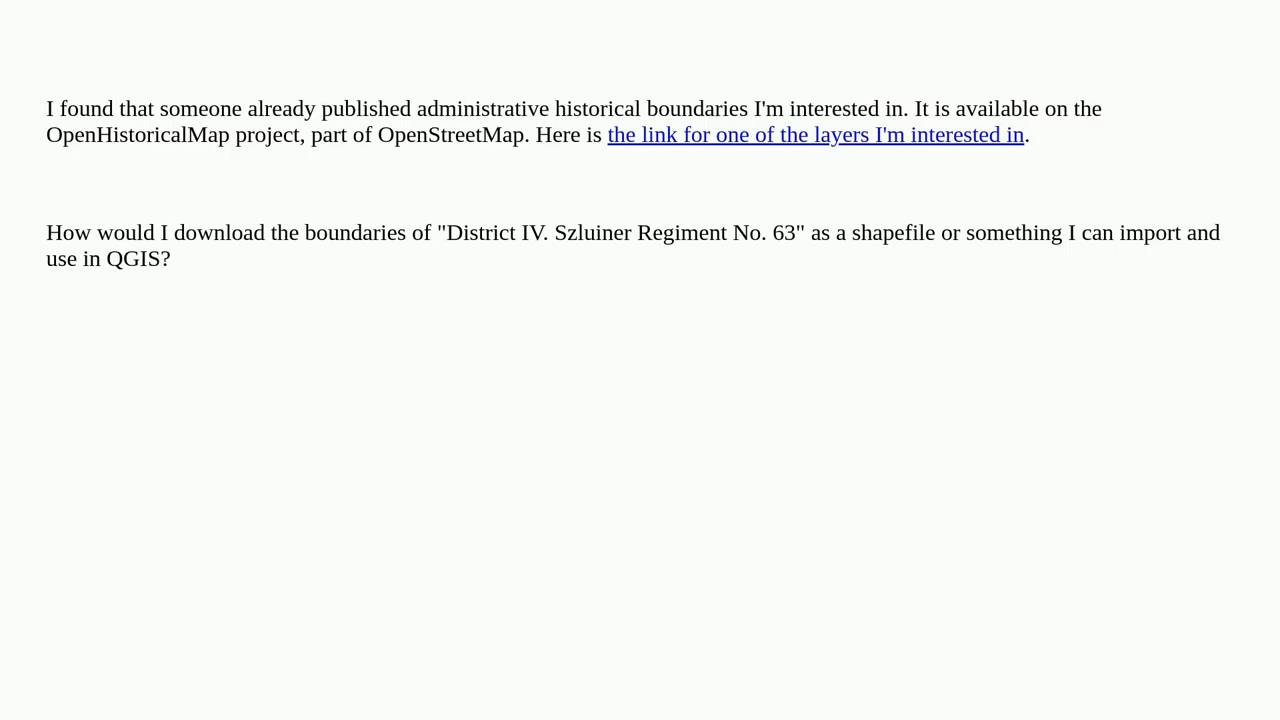 I found that someone already published administrative historical boundaries I'm interested in. It is available on the
OpenHistoricalMap project, part of OpenStreetMap. Here is the link for one of the layers I'm interested in.
How would I download the boundaries of "District IV. Szluiner Regiment No. 63" as a shapefile or something I can import and
use in QGIS?